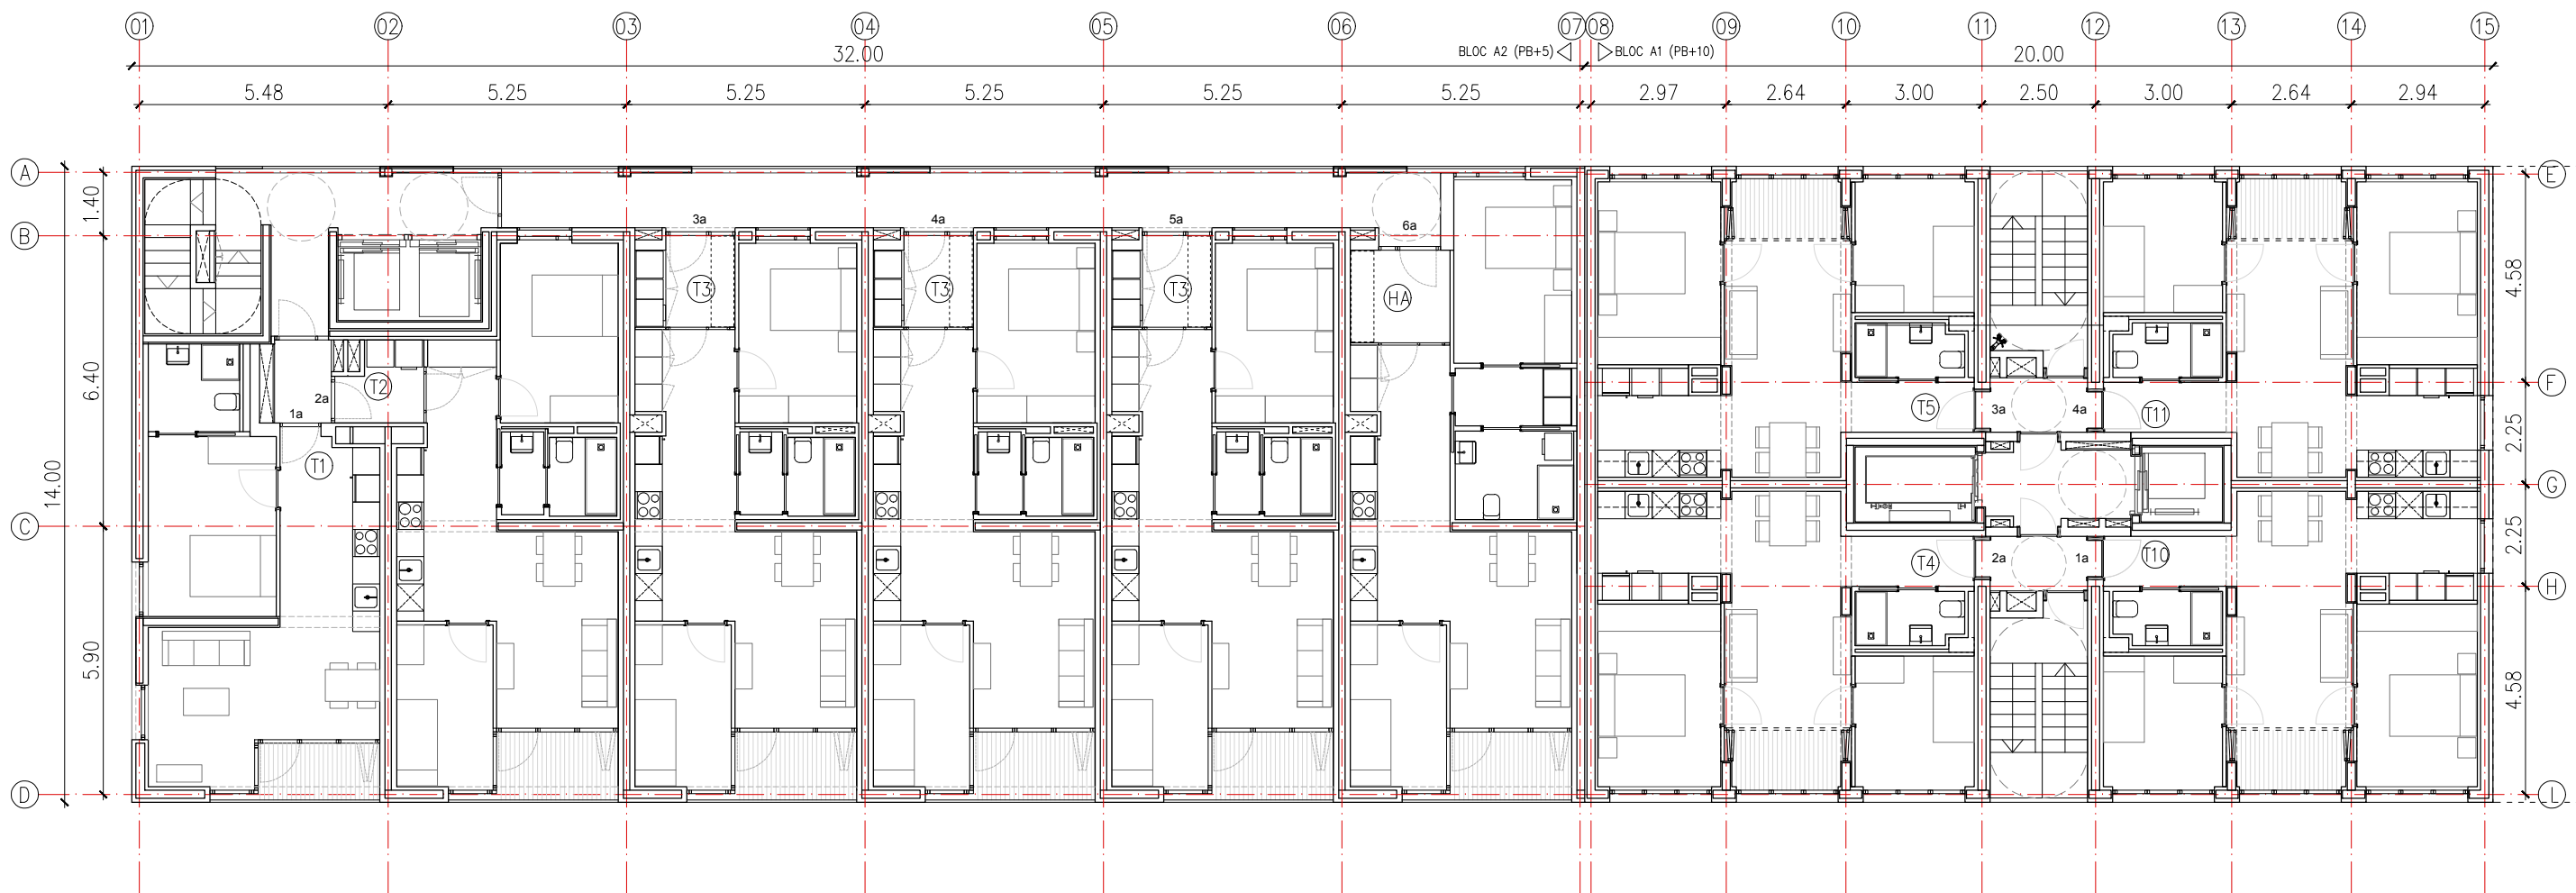 01 02 03 04 05 06 07 08 09 10 11 12 13 14 15
32.00 BLOC A2 (PB+5) BLOC A1 (PB+10) 20.00
5.48 5.25 5.25 5.25 5.25 5.25 2.97 2.64 3.00 2.50 3.00 2.64 2.94
A E
1.40
3a 4a 5a 6a
B
T3 T3 T3 HA
4.58
6.40
T2
F
2a
1a
T5 3a 4a T11
2.25
T1
14.00
G
C
2.25
T4 2a 1a T10
H
5.90
4.58
D L